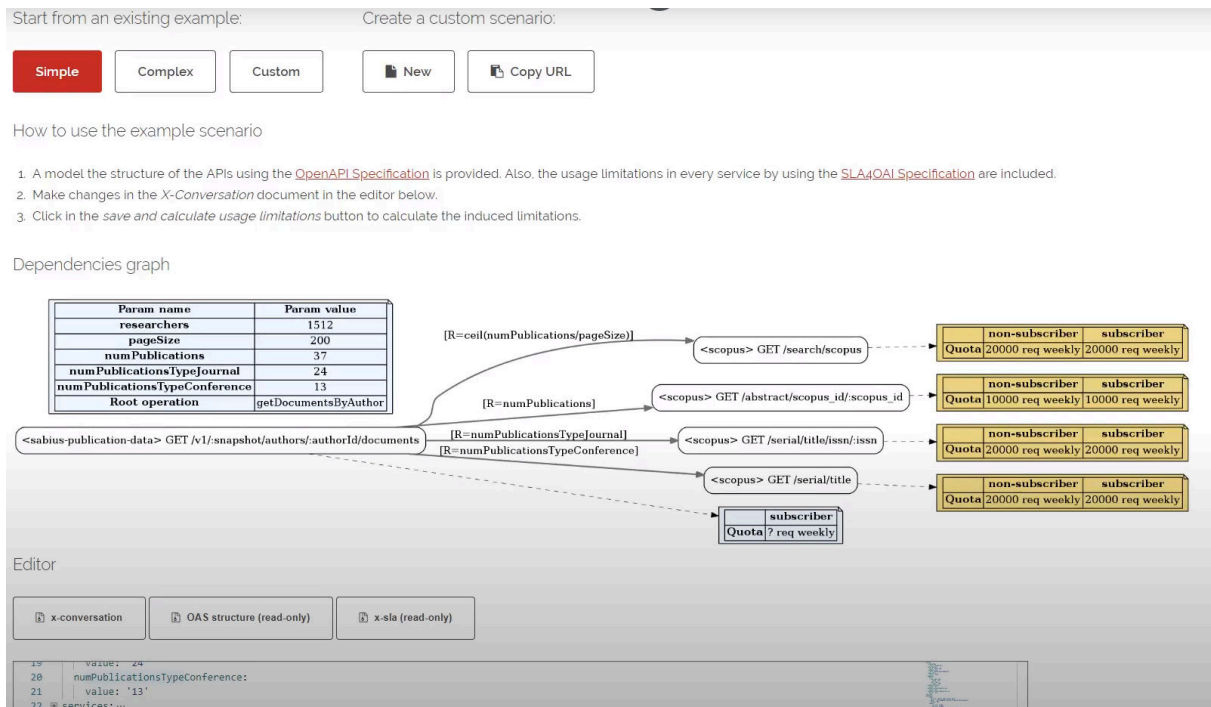 Start from an existing example:
Create a custom scenario:
Simple
Complex
Custom
New
Copy URL
How to use the example scenario
1. A model the structure of the APIs using the OpenAPI Specification is provided. Also, the usage limitations in every service by using the SLA4OAI Specification are included.
2. Make changes in the X-Conversation document in the editor below.
3. Click in the save and calculate usage limitations button to calculate the induced limitations.
Dependencies graph
Param name Param value
researchers 1512
pageSize 200
numPublications 37
numPublicationsTypeJournal 24
numPublicationsTypeConference 13
Root operation getDocumentsByAuthor
<sabius-publication-data> GET /v1/:snapshot/authors/:authorId/documents
[R=ceil(numPublications/pageSize)]
<scopus> GET /search/scopus
non-subscriber subscriber
Quota 20000 req weekly 20000 req weekly
[R=numPublications]
<scopus> GET /abstract/scopus_id/:scopus_id
non-subscriber subscriber
Quota 10000 req weekly 10000 req weekly
[R=numPublicationsTypeJournal]
<scopus> GET /serial/title/issn/:issn
non-subscriber subscriber
Quota 20000 req weekly 20000 req weekly
[R=numPublicationsTypeConference]
<scopus> GET /serial/title
non-subscriber subscriber
Quota 20000 req weekly 20000 req weekly
subscriber
Quota ? req weekly
Editor
x-conversation
OAS structure (read-only)
x-sla (read-only)
19 value: '24'
20 numPublicationsTypeConference:
21 value: '13'
22 services: